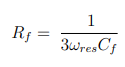 R_f = \frac{1}{3\omega_{res}C_f}